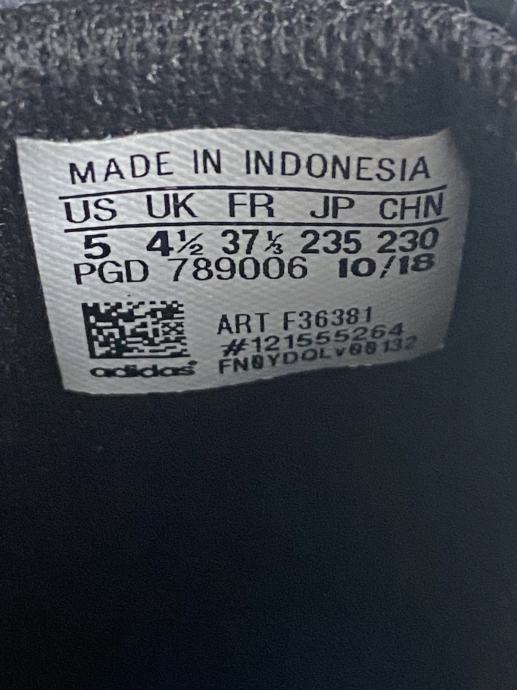 MADE IN INDONESIA
US UK FR JP CHN
5 4½ 37⅓ 235 230
PGD 789006 10/18
ART F36381
#121555264
FN0YDQLv00132
adidas